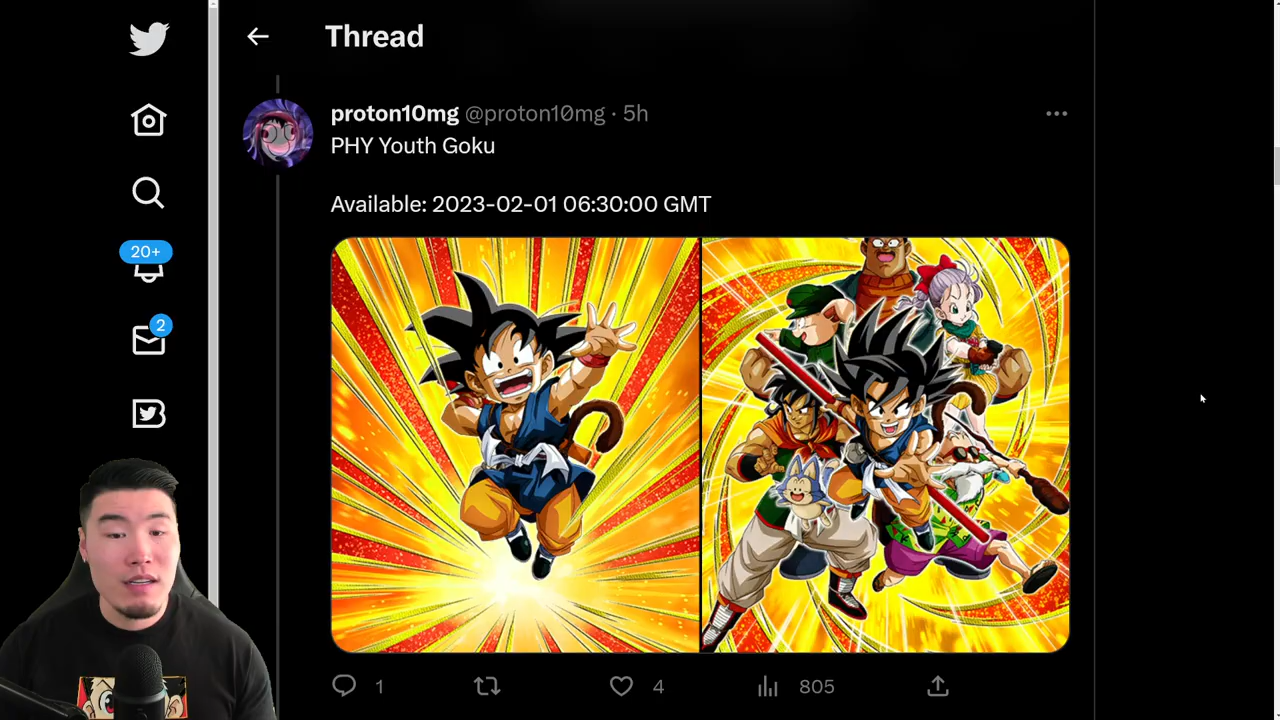 Thread
proton10mg @proton10mg · 5h
PHY Youth Goku
Available: 2023-02-01 06:30:00 GMT
20+
2
1
4
805